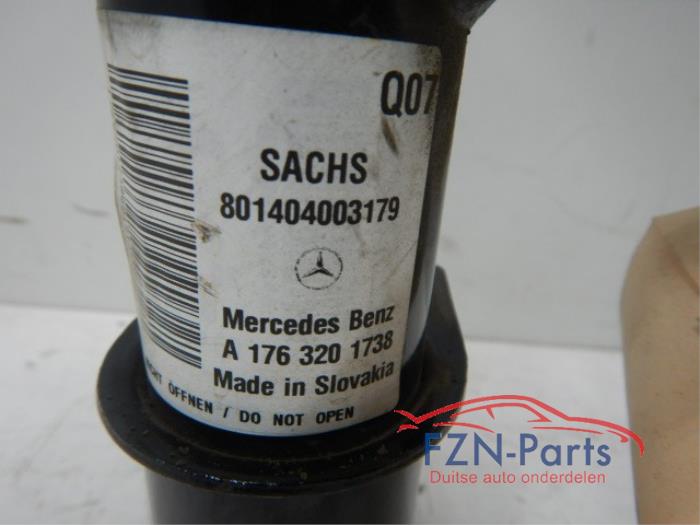 Q07
SACHS
801404003179
Mercedes Benz
A 176 320 1738
Made in Slovakia
ÖFFNEN / DO NOT OPEN
FZN-Parts
Duitse auto onderdelen